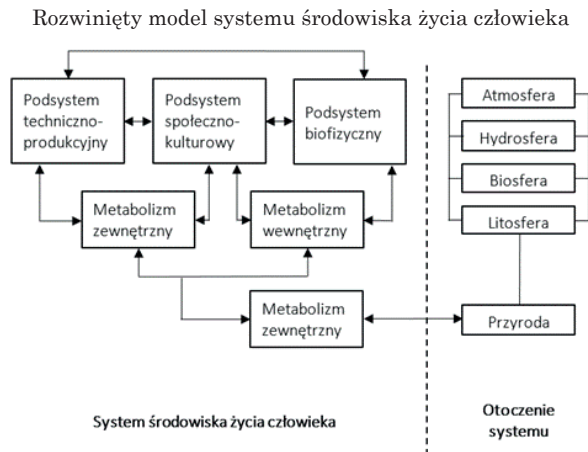 Rozwinięty model systemu środowiska życia człowieka
Podsystem
techniczno-
produkcyjny
Podsystem
społeczno-
kulturowy
Podsystem
biofizyczny
Metabolizm
zewnętrzny
Metabolizm
wewnętrzny
Metabolizm
zewnętrzny
Atmosfera
Hydrosfera
Biosfera
Litosfera
Przyroda
System środowiska życia człowieka
Otoczenie
systemu